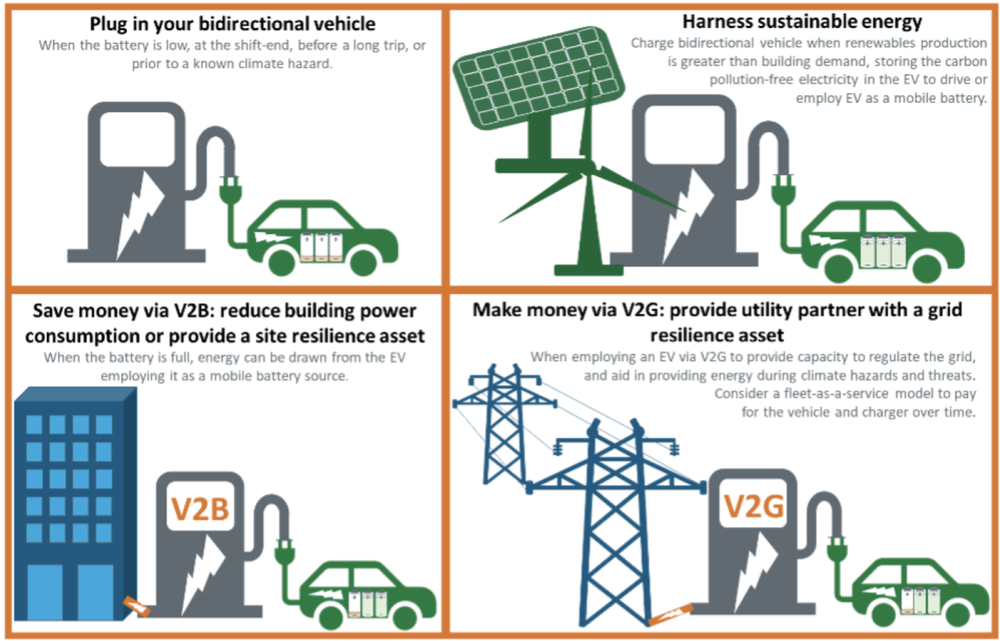 Plug in your bidirectional vehicle
When the battery is low, at the shift-end, before a long trip, or
prior to a known climate hazard.
Harness sustainable energy
Charge bidirectional vehicle when renewables production
is greater than building demand, storing the carbon
pollution-free electricity in the EV to drive or
employ EV as a mobile battery.
Save money via V2B: reduce building power
consumption or provide a site resilience asset
When the battery is full, energy can be drawn from the EV
employing it as a mobile battery source.
V2B
Make money via V2G: provide utility partner with a grid
resilience asset
When employing an EV via V2G to provide capacity to regulate the grid,
and aid in providing energy during climate hazards and threats.
Consider a fleet-as-a-service model to pay
for the vehicle and charger over time.
V2G